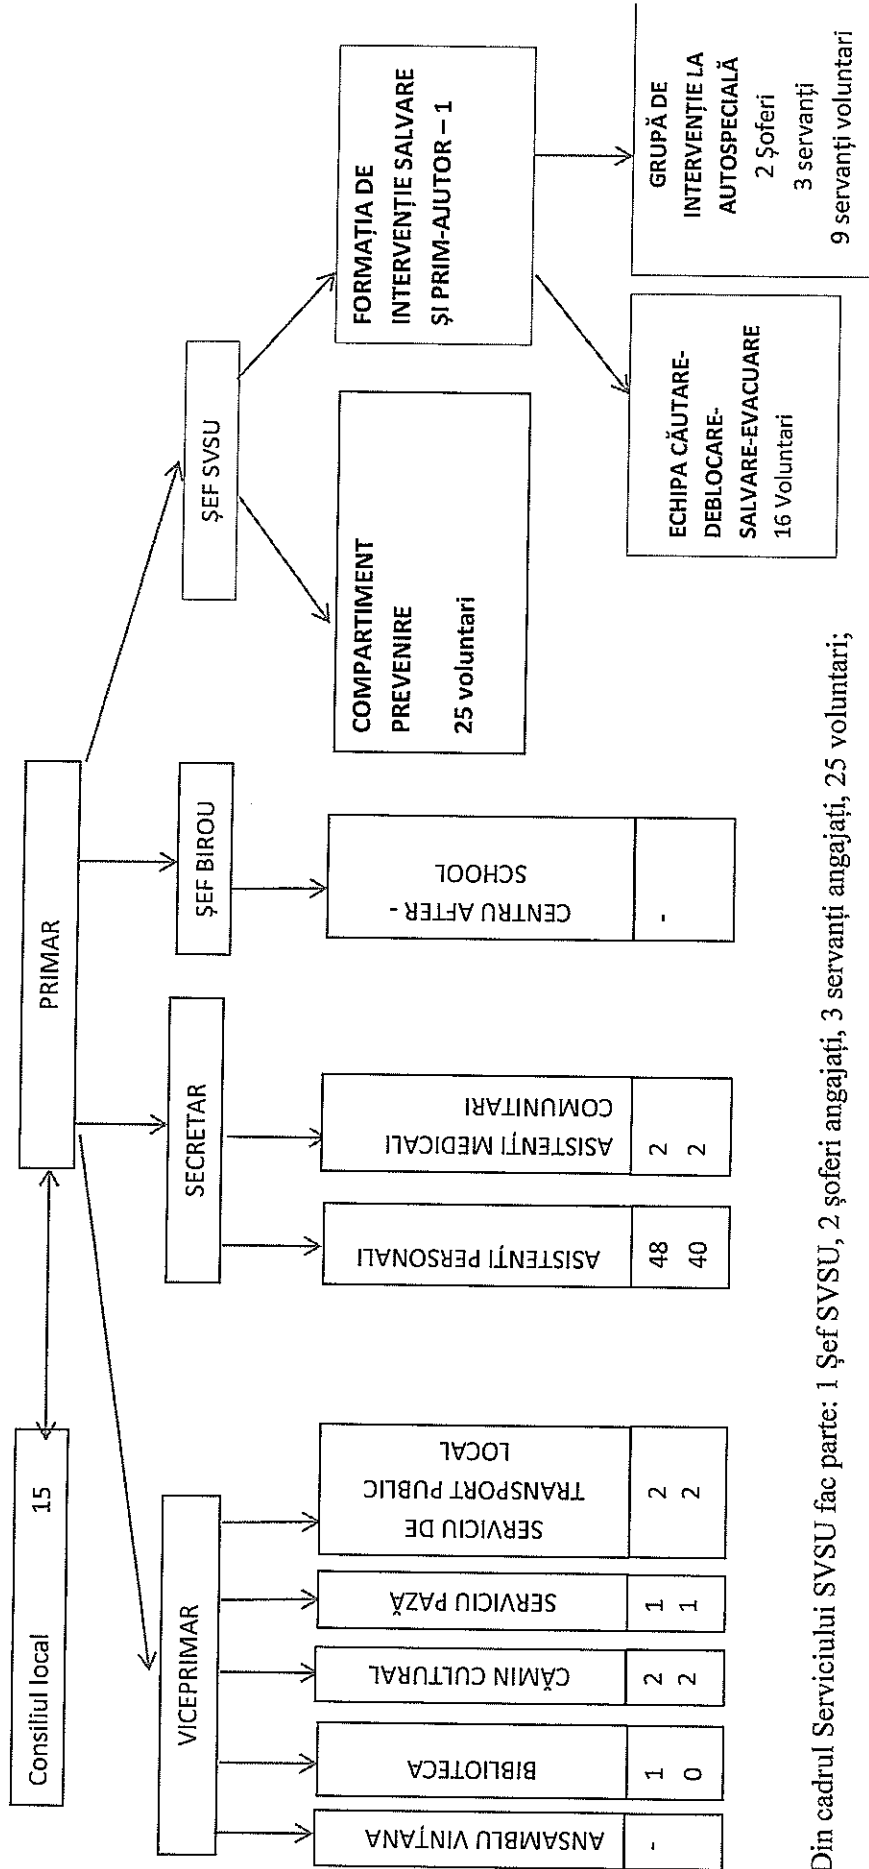 Consiliul local 15
PRIMAR
VICEPRIMAR
SECRETAR
ȘEF BIROU
ȘEF SVSU
ANSAMBLU VINȚANA
-
BIBLIOTECA
1
0
CĂMIN CULTURAL
2
2
SERVICIU PAZĂ
1
1
SERVICIU DE
TRANSPORT PUBLIC
LOCAL
2
2
ASISTENȚI PERSONALI
48
40
ASISTENȚI MEDICALI
COMUNITARI
2
2
CENTRU AFTER -
SCHOOL
-
COMPARTIMENT
PREVENIRE
25 voluntari
FORMAȚIA DE
INTERVENȚIE SALVARE
ȘI PRIM-AJUTOR – 1
ECHIPA CĂUTARE-
DEBLOCARE-
SALVARE-EVACUARE
16 Voluntari
GRUPĂ DE
INTERVENȚIE LA
AUTOSPECIALĂ
2 Șoferi
3 servanți
9 servanți voluntari
Din cadrul Serviciului SVSU fac parte: 1 Șef SVSU, 2 șoferi angajați, 3 servanți angajați, 25 voluntari;